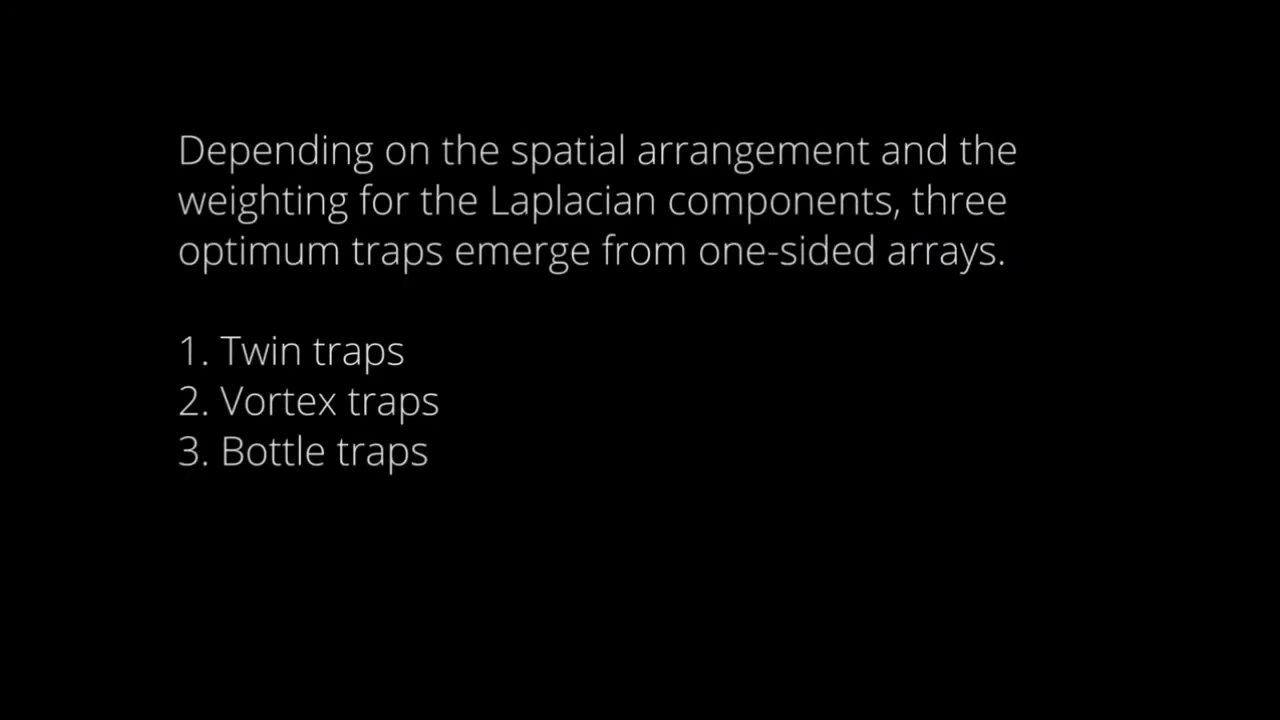 Depending on the spatial arrangement and the
weighting for the Laplacian components, three
optimum traps emerge from one-sided arrays.
1. Twin traps
2. Vortex traps
3. Bottle traps